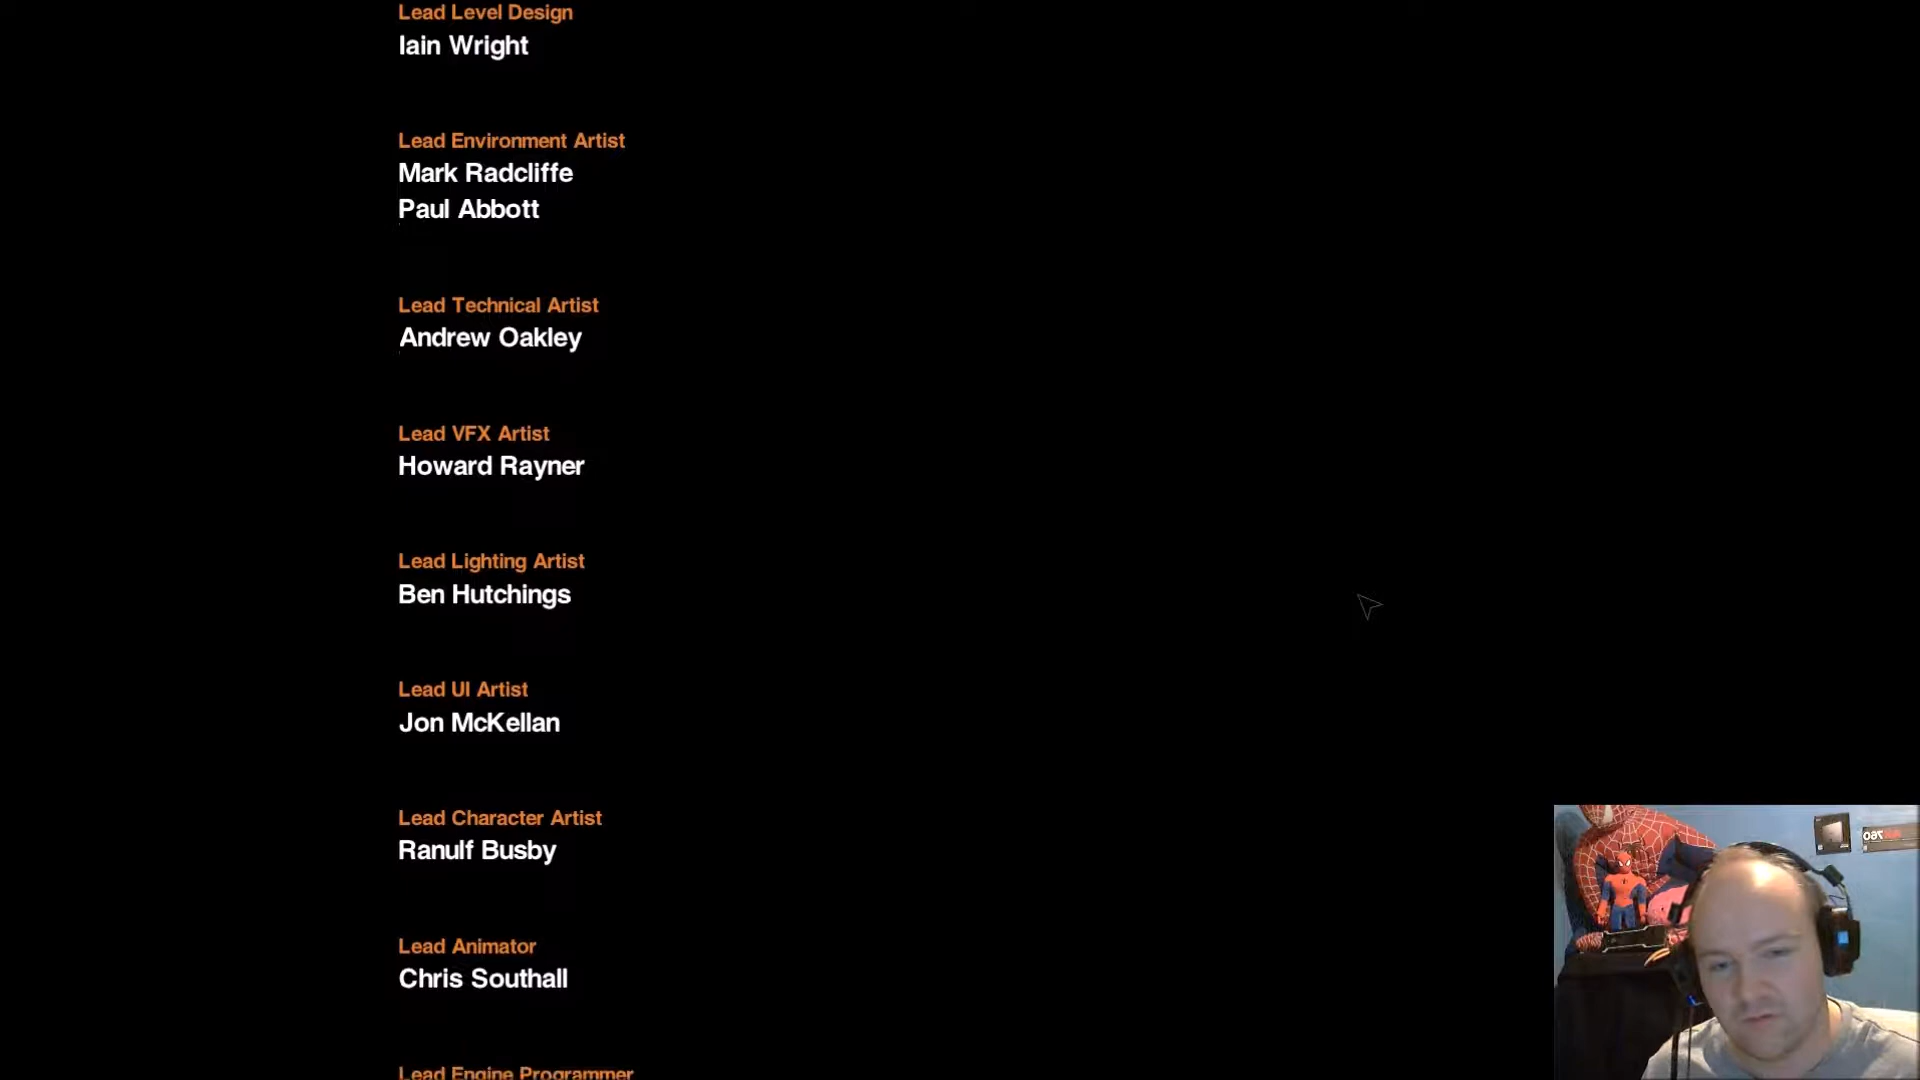 Lead Level Design
Iain Wright
Lead Environment Artist
Mark Radcliffe
Paul Abbott
Lead Technical Artist
Andrew Oakley
Lead VFX Artist
Howard Rayner
Lead Lighting Artist
Ben Hutchings
Lead UI Artist
Jon McKellan
Lead Character Artist
Ranulf Busby
Lead Animator
Chris Southall
Lead Engine Programmer